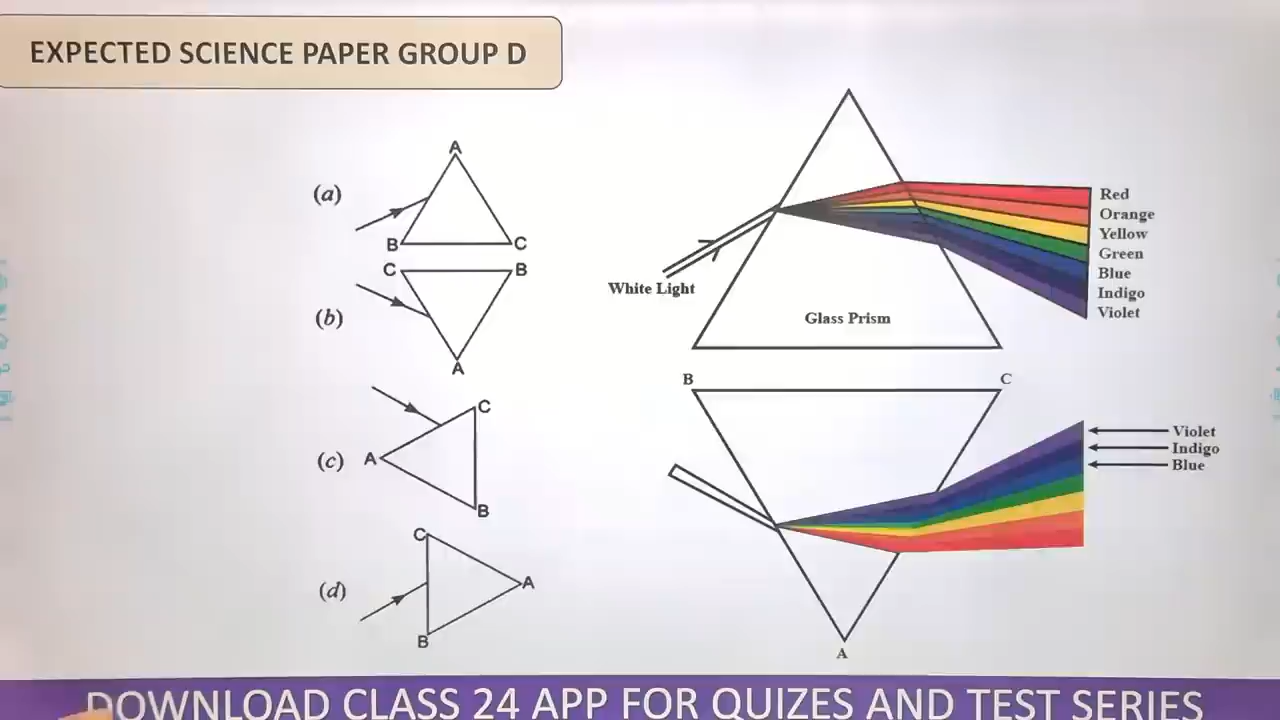 EXPECTED SCIENCE PAPER GROUP D
(a)
A
B
C
(b)
C
B
A
(c)
C
A
B
(d)
C
A
B
White Light
Glass Prism
Red
Orange
Yellow
Green
Blue
Indigo
Violet
B
C
A
Violet
Indigo
Blue
DOWNLOAD CLASS 24 APP FOR QUIZES AND TEST SERIES